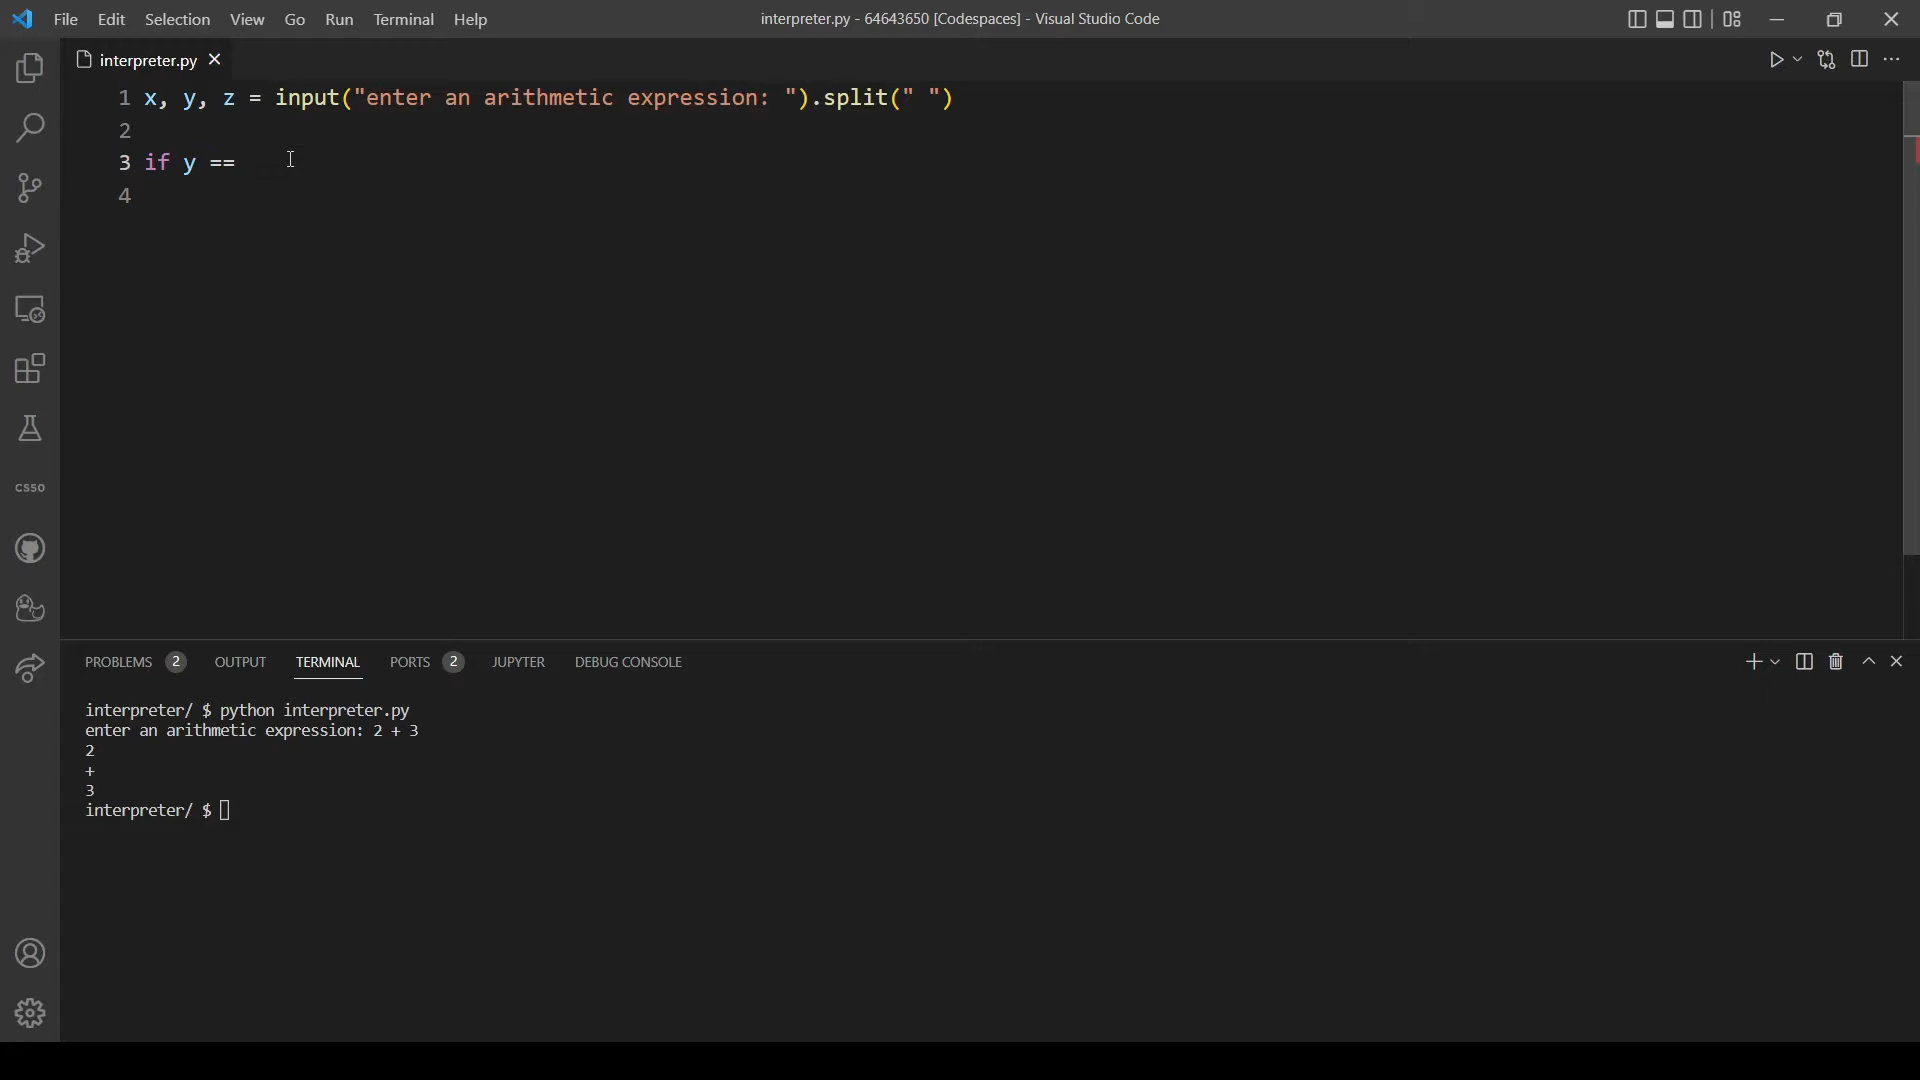 File Edit Selection View Go Run Terminal Help
interpreter.py - 64643650 [Codespaces] - Visual Studio Code
interpreter.py
1 x, y, z = input("enter an arithmetic expression: ").split(" ")
2
3 if y ==
4
CS50
PROBLEMS 2 OUTPUT TERMINAL PORTS 2 JUPYTER DEBUG CONSOLE
interpreter/ $ python interpreter.py
enter an arithmetic expression: 2 + 3
2
+
3
interpreter/ $